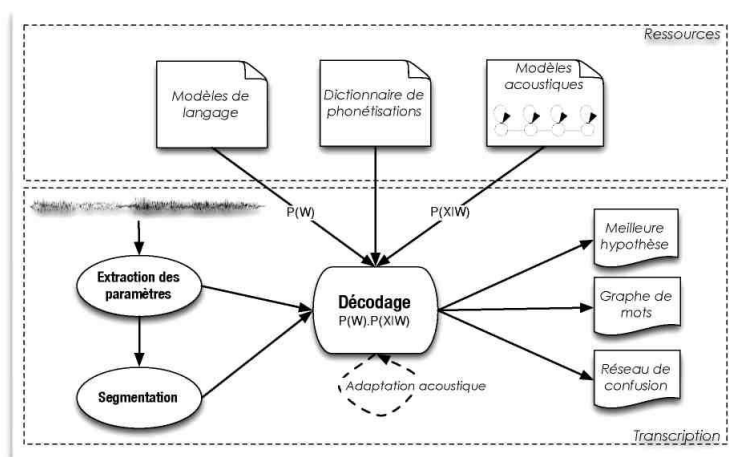 Ressources
Modèles de
langage
Dictionnaire de
phonétisations
Modèles
acoustiques
P(W)
P(X|W)
Extraction des
paramètres
Segmentation
Décodage
P(W).P(X|W)
Adaptation acoustique
Meilleure
hypothèse
Graphe de
mots
Réseau de
confusion
Transcription